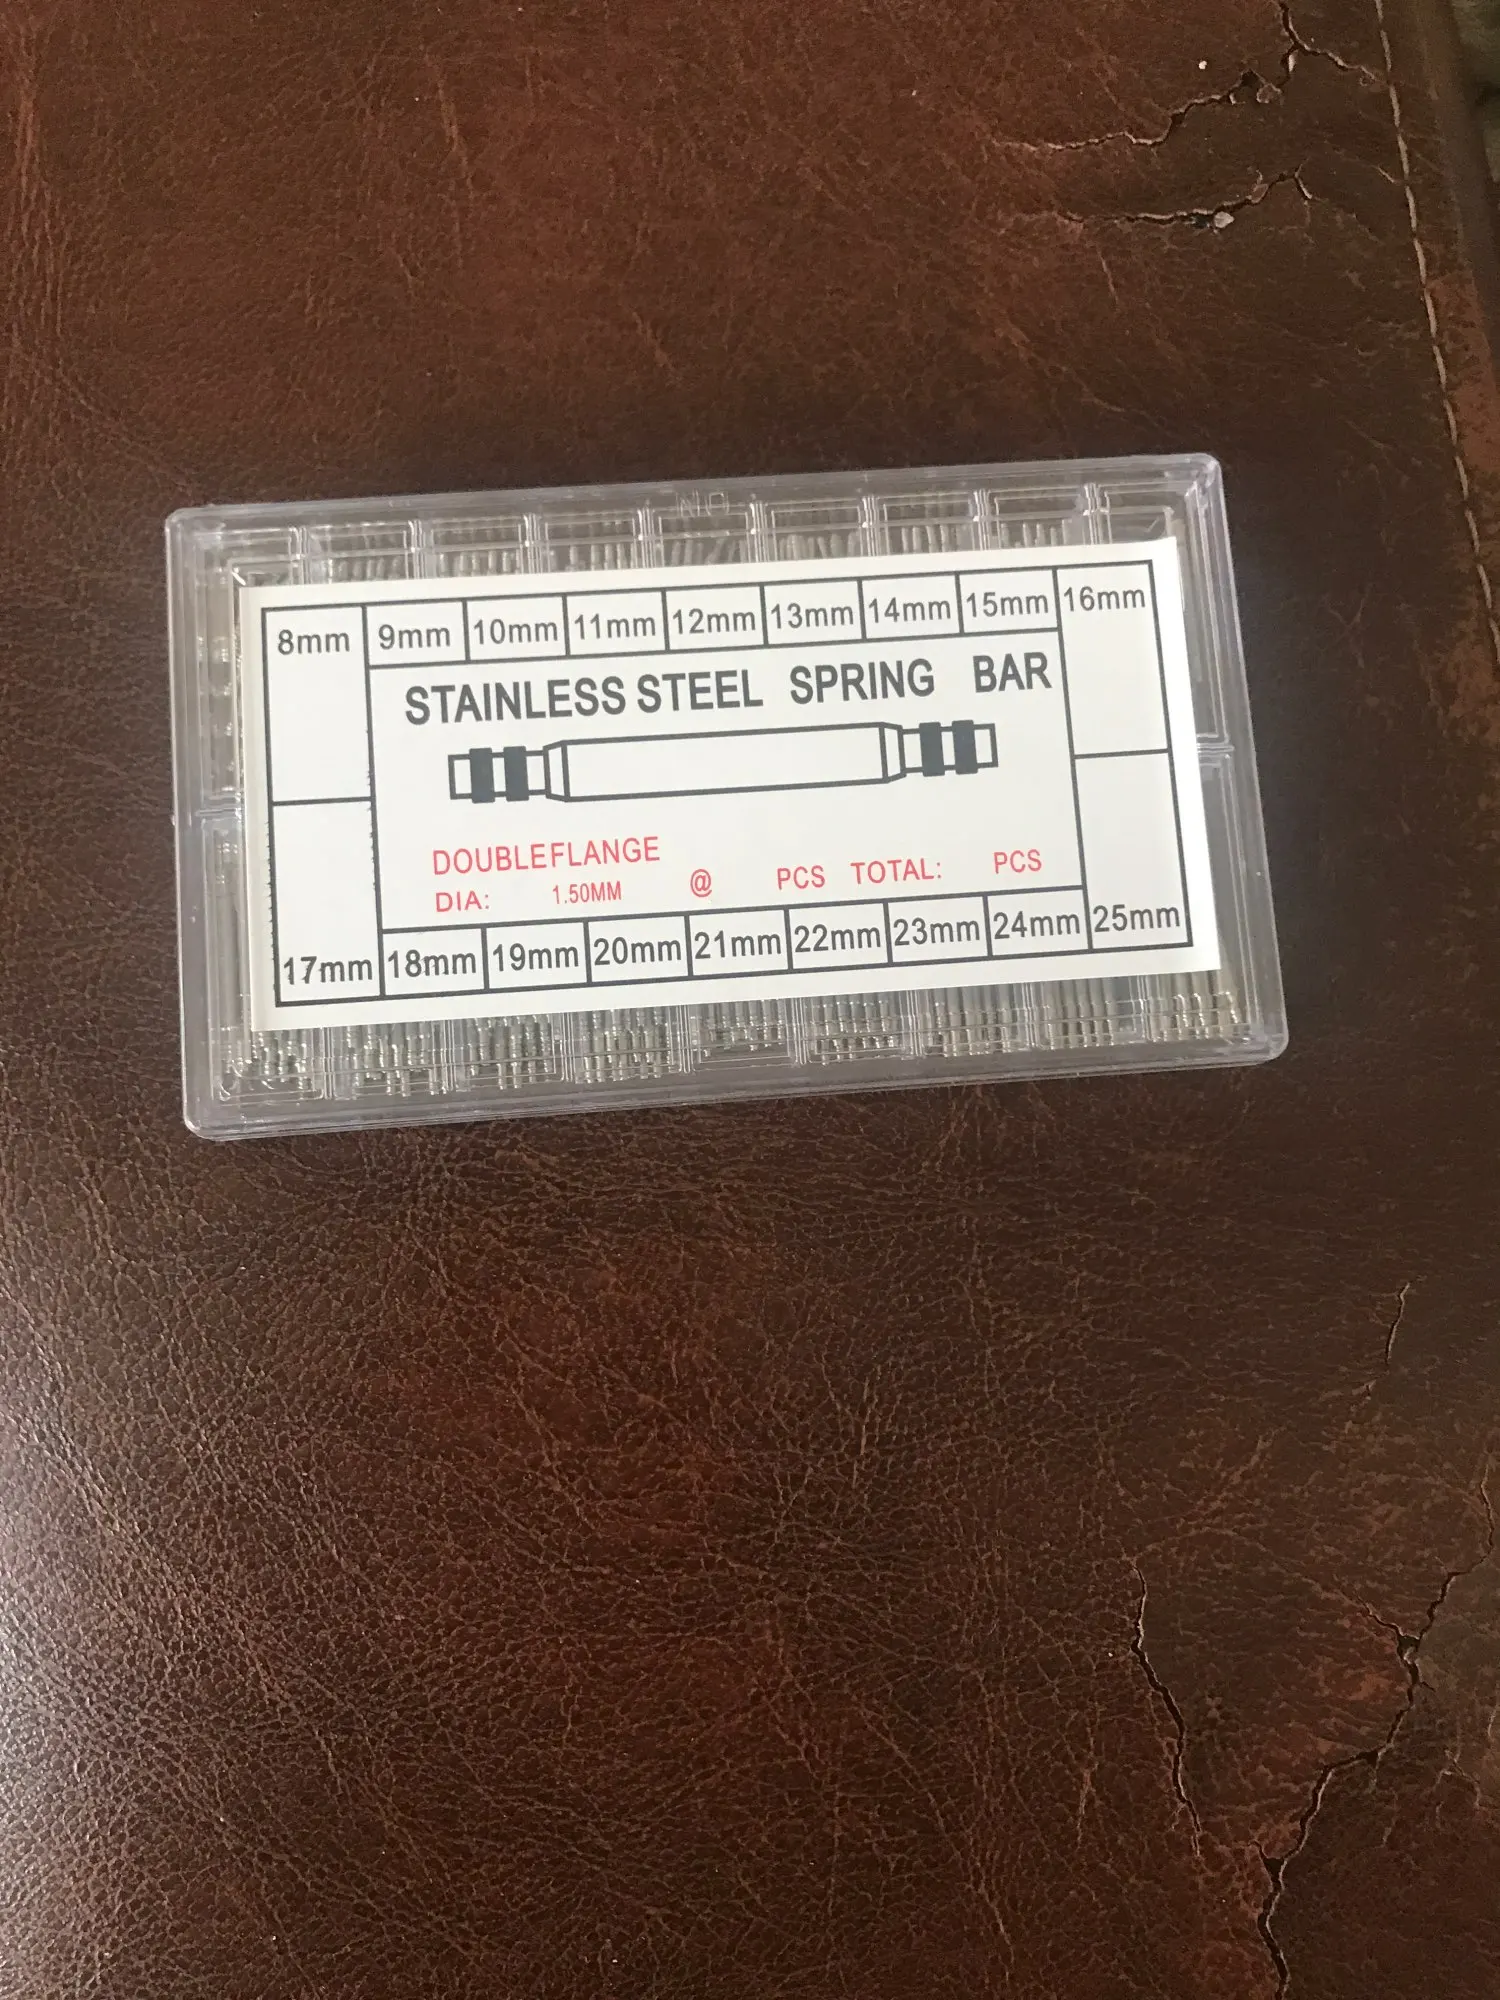 NO
8mm 9mm 10mm 11mm 12mm 13mm 14mm 15mm 16mm
STAINLESS STEEL SPRING BAR
DOUBLEFLANGE
DIA: 1.50MM @ PCS TOTAL: PCS
17mm 18mm 19mm 20mm 21mm 22mm 23mm 24mm 25mm